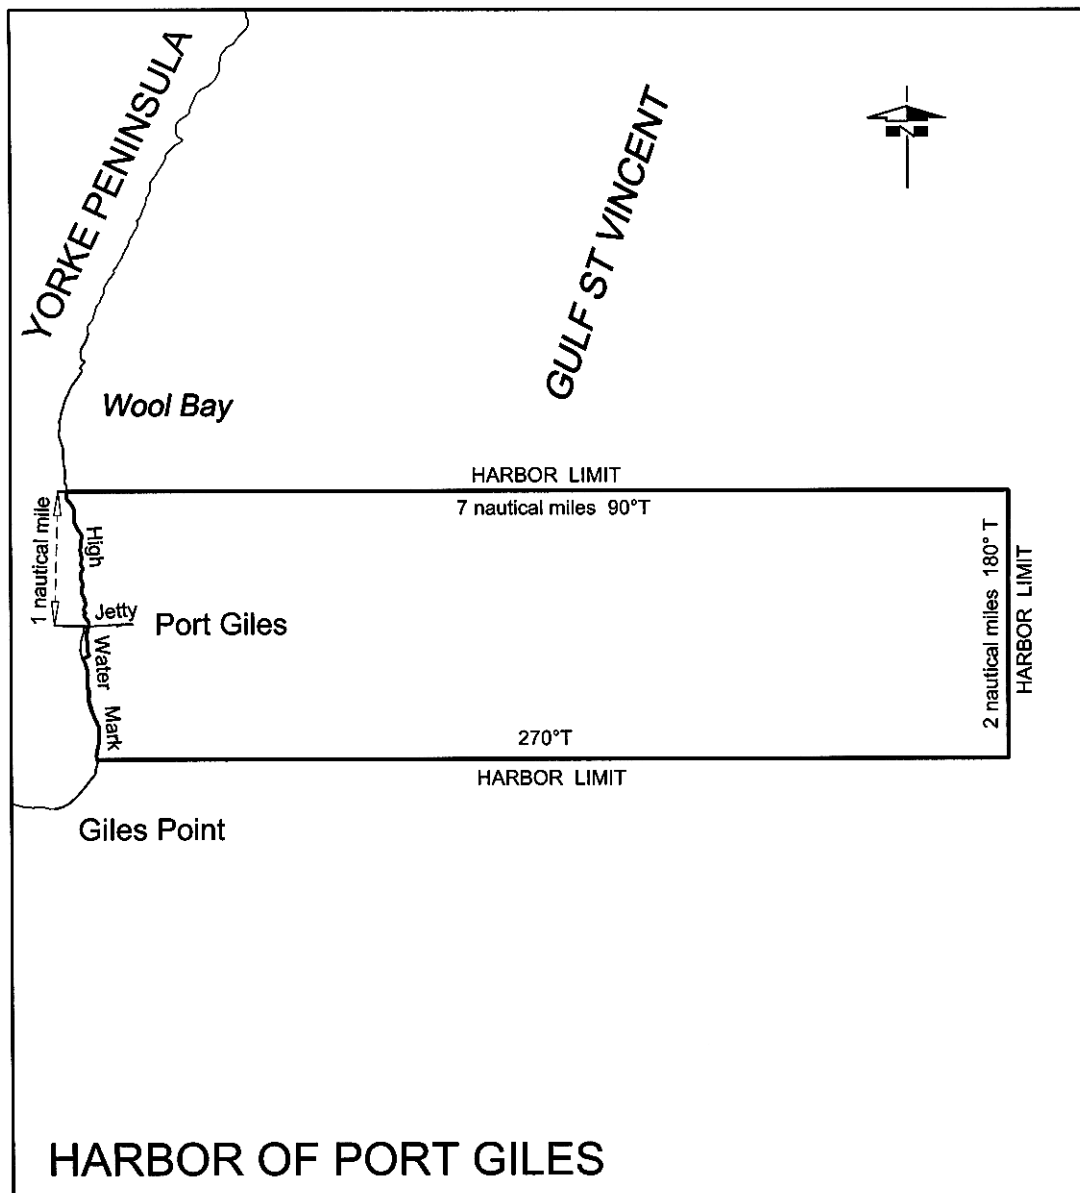 YORKE PENINSULA
GULF ST VINCENT
N
Wool Bay
HARBOR LIMIT
7 nautical miles 90°T
1 nautical mile
High
Water
Mark
Jetty
Port Giles
2 nautical miles 180° T
HARBOR LIMIT
270°T
HARBOR LIMIT
Giles Point
HARBOR OF PORT GILES